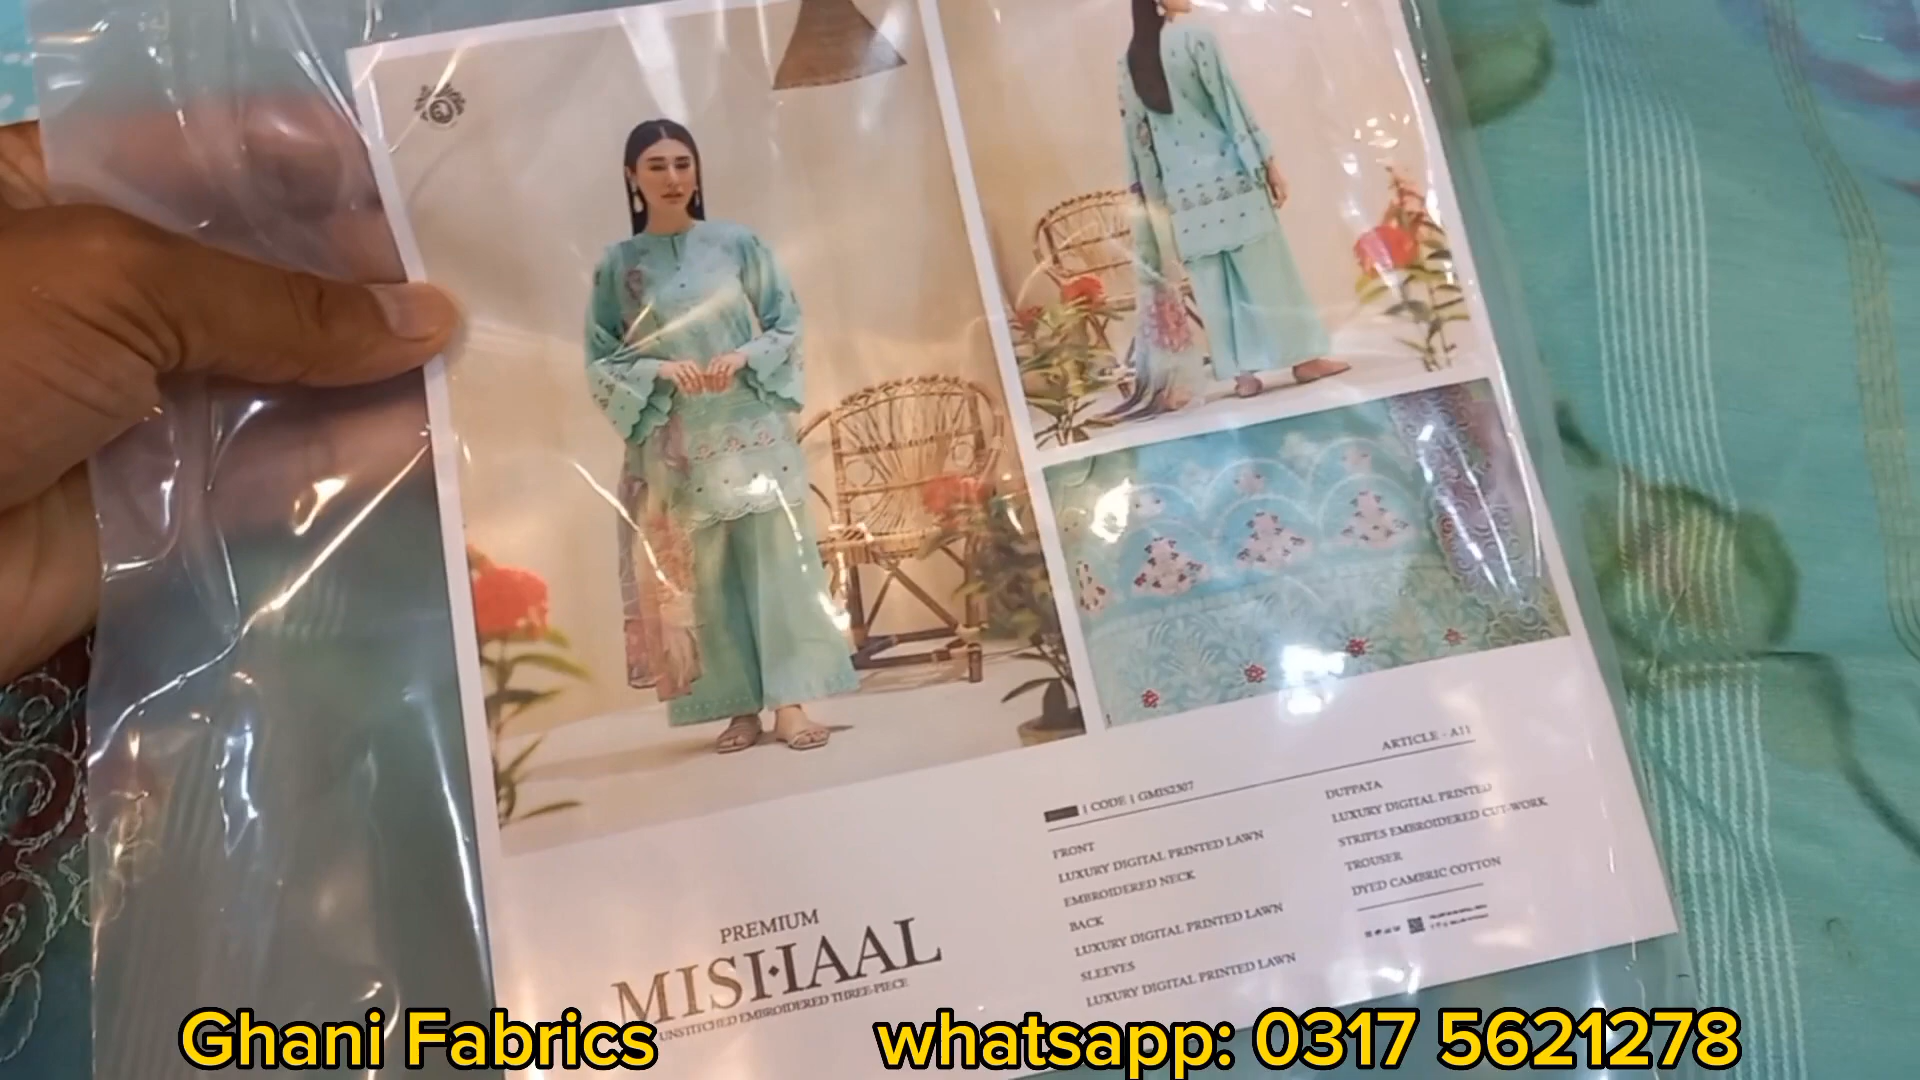 ARTICLE - A11
| CODE | GMIS2307
FRONT
LUXURY DIGITAL PRINTED LAWN
EMBROIDERED NECK
BACK
LUXURY DIGITAL PRINTED LAWN
SLEEVES
LUXURY DIGITAL PRINTED LAWN
DUPPATA
LUXURY DIGITAL PRINTED
STRIPES EMBROIDERED CUT-WORK
TROUSER
DYED CAMBRIC COTTON
PREMIUM
MISHAAL
UNSTITCHED EMBROIDERED THREE-PIECE
Ghani Fabrics
whatsapp: 0317 5621278